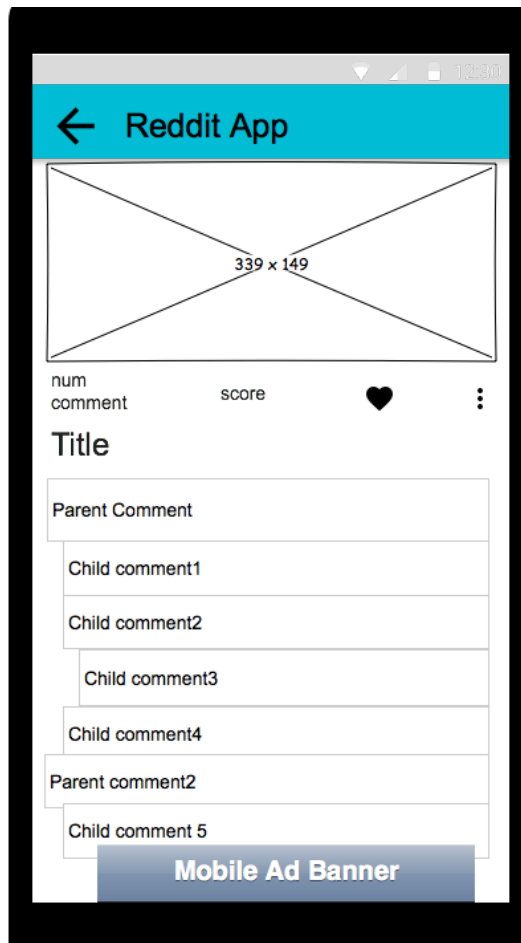 12:30
Reddit App
339 x 149
num
comment
score
Title
Parent Comment
Child comment1
Child comment2
Child comment3
Child comment4
Parent comment2
Child comment 5
Mobile Ad Banner